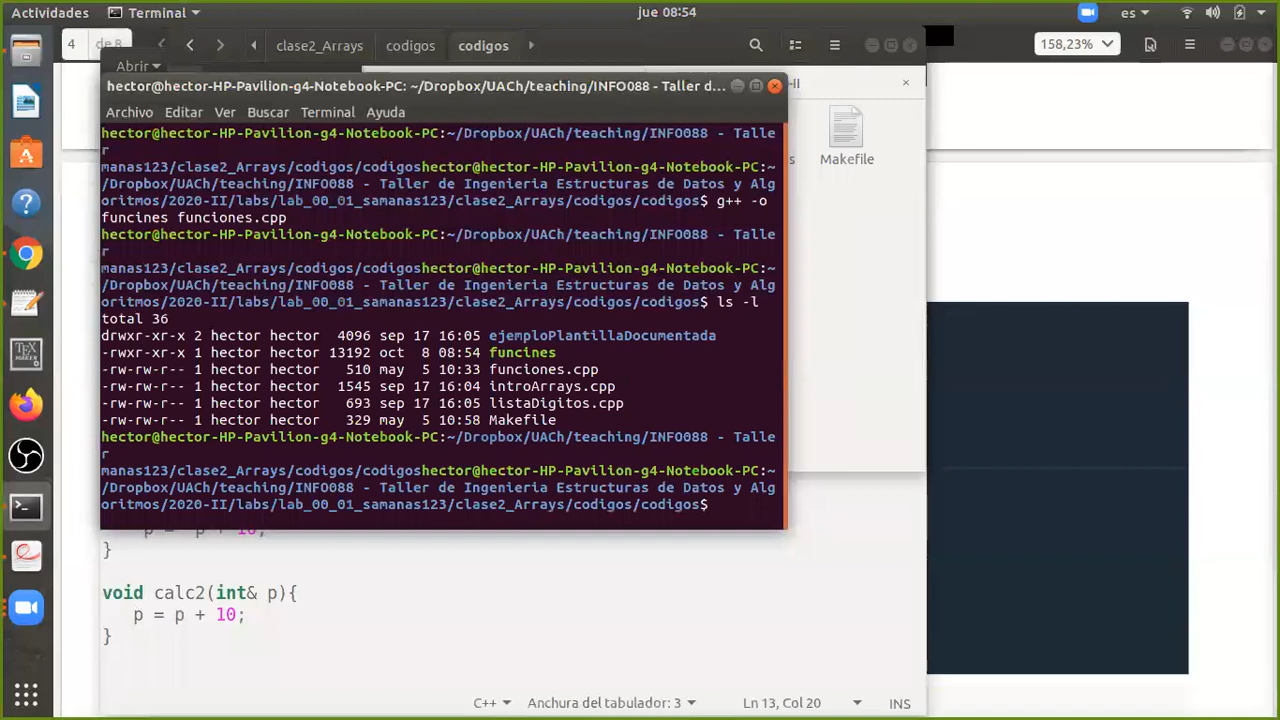 Actividades
Terminal
jue 08:54
es
4
de 8
clase2_Arrays
codigos
codigos
158,23%
Abrir
hector@hector-HP-Pavilion-g4-Notebook-PC: ~/Dropbox/UACh/teaching/INFO088 - Taller d...
Archivo Editar Ver Buscar Terminal Ayuda
Makefile
hector@hector-HP-Pavilion-g4-Notebook-PC:~/Dropbox/UACh/teaching/INFO088 - Talle
r
manas123/clase2_Arrays/codigos/codigoshector@hector-HP-Pavilion-g4-Notebook-PC:~
/Dropbox/UACh/teaching/INFO088 - Taller de Ingenieria Estructuras de Datos y Alg
oritmos/2020-II/labs/lab_00_01_samanas123/clase2_Arrays/codigos/codigos$ g++ -o
funcines funciones.cpp
hector@hector-HP-Pavilion-g4-Notebook-PC:~/Dropbox/UACh/teaching/INFO088 - Talle
r
manas123/clase2_Arrays/codigos/codigoshector@hector-HP-Pavilion-g4-Notebook-PC:~
/Dropbox/UACh/teaching/INFO088 - Taller de Ingenieria Estructuras de Datos y Alg
oritmos/2020-II/labs/lab_00_01_samanas123/clase2_Arrays/codigos/codigos$ ls -l
total 36
drwxr-xr-x 2 hector hector 4096 sep 17 16:05 ejemploPlantillaDocumentada
-rwxr-xr-x 1 hector hector 13192 oct 8 08:54 funcines
-rw-rw-r-- 1 hector hector 510 may 5 10:33 funciones.cpp
-rw-rw-r-- 1 hector hector 1545 sep 17 16:04 introArrays.cpp
-rw-rw-r-- 1 hector hector 693 sep 17 16:05 listaDigitos.cpp
-rw-rw-r-- 1 hector hector 329 may 5 10:58 Makefile
hector@hector-HP-Pavilion-g4-Notebook-PC:~/Dropbox/UACh/teaching/INFO088 - Talle
r
manas123/clase2_Arrays/codigos/codigoshector@hector-HP-Pavilion-g4-Notebook-PC:~
/Dropbox/UACh/teaching/INFO088 - Taller de Ingenieria Estructuras de Datos y Alg
oritmos/2020-II/labs/lab_00_01_samanas123/clase2_Arrays/codigos/codigos$
}
void calc2(int& p){
p = p + 10;
}
C++ Anchura del tabulador: 3 Ln 13, Col 20 INS